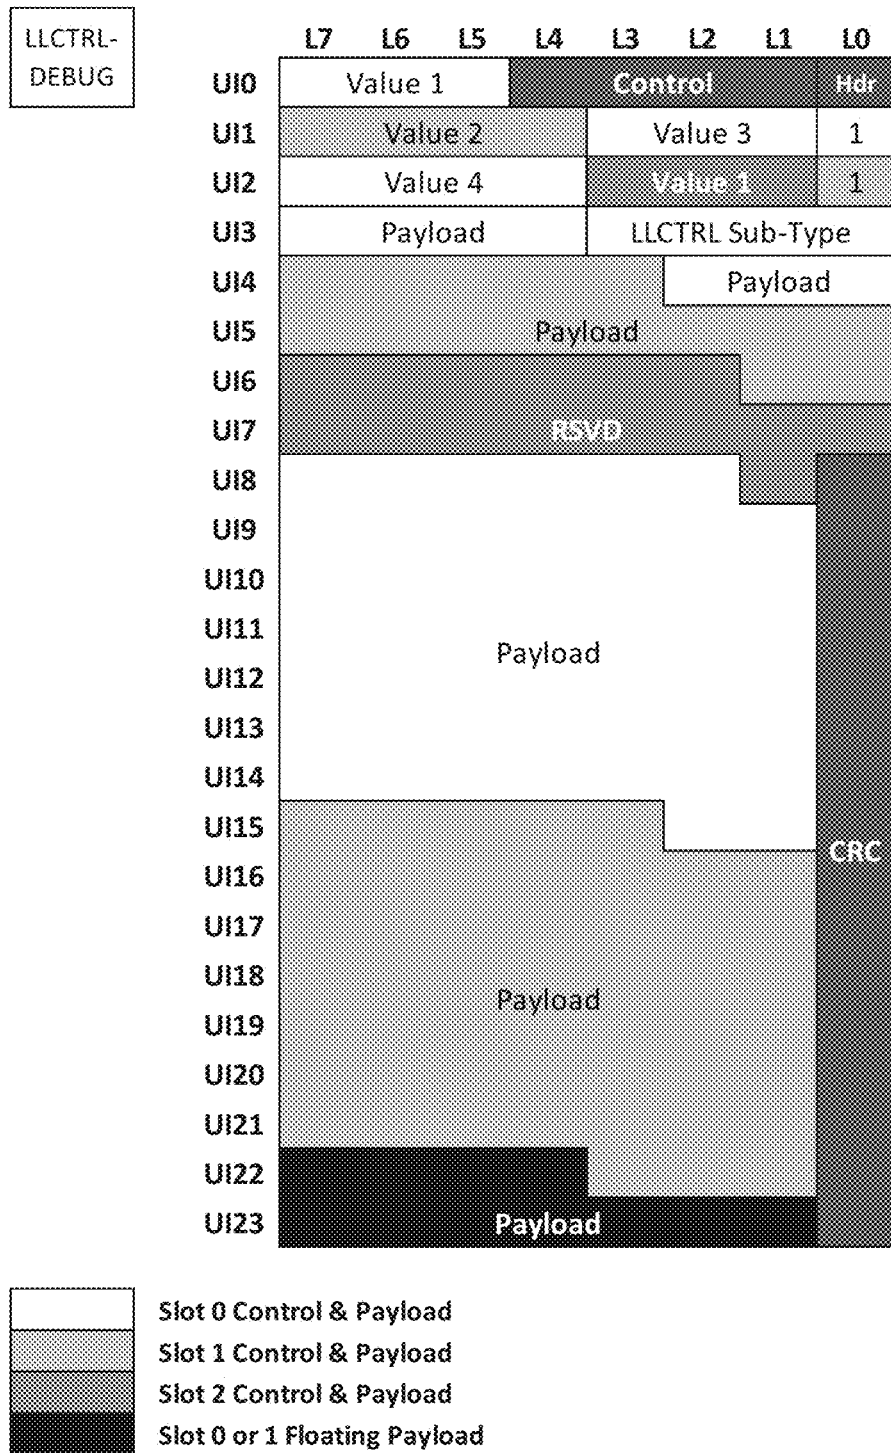 LLCTRL-
DEBUG
L7 L6 L5 L4 L3 L2 L1 L0
UI0 Value 1 Control Hdr
UI1 Value 2 Value 3 1
UI2 Value 4 Value 1 1
UI3 Payload LLCTRL Sub-Type
UI4 Payload
UI5 Payload
UI6
UI7 RSVD
UI8
UI9
UI10
UI11
Payload
UI12
UI13
UI14
UI15
CRC
UI16
UI17
UI18
Payload
UI19
UI20
UI21
UI22
UI23 Payload
Slot 0 Control & Payload
Slot 1 Control & Payload
Slot 2 Control & Payload
Slot 0 or 1 Floating Payload